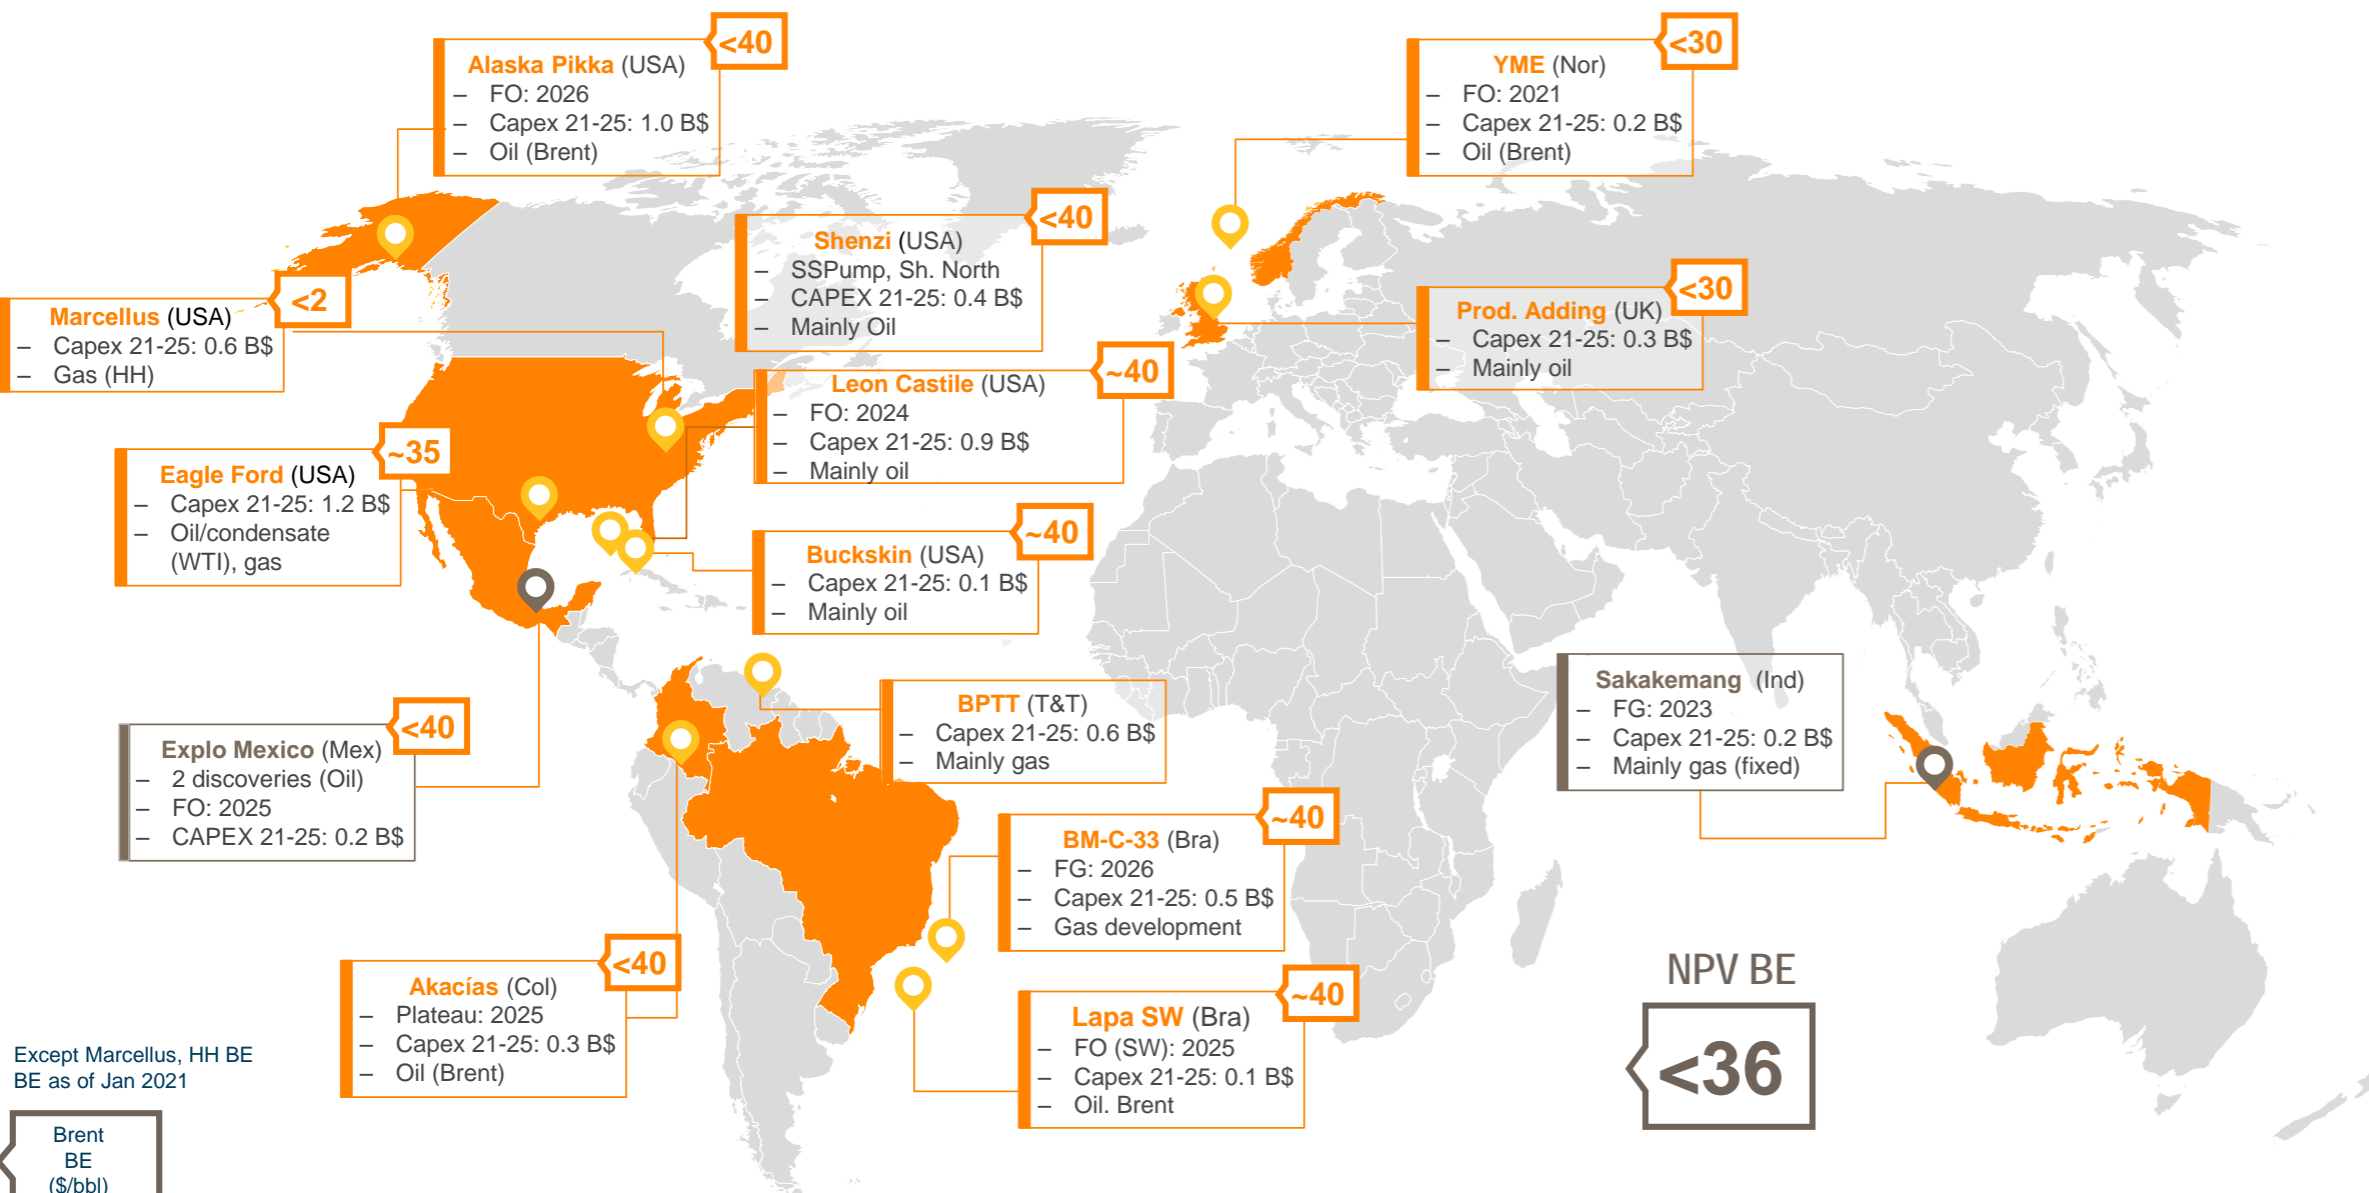 <40
Alaska Pikka (USA)
– FO: 2026
– Capex 21-25: 1.0 B$
– Oil (Brent)
<30
YME (Nor)
– FO: 2021
– Capex 21-25: 0.2 B$
– Oil (Brent)
<40
Shenzi (USA)
– SSPump, Sh. North
– CAPEX 21-25: 0.4 B$
– Mainly Oil
<2
Marcellus (USA)
– Capex 21-25: 0.6 B$
– Gas (HH)
<30
Prod. Adding (UK)
– Capex 21-25: 0.3 B$
– Mainly oil
~40
Leon Castile (USA)
– FO: 2024
– Capex 21-25: 0.9 B$
– Mainly oil
~35
Eagle Ford (USA)
– Capex 21-25: 1.2 B$
– Oil/condensate
(WTI), gas
~40
Buckskin (USA)
– Capex 21-25: 0.1 B$
– Mainly oil
<40
Explo Mexico (Mex)
– 2 discoveries (Oil)
– FO: 2025
– CAPEX 21-25: 0.2 B$
BPTT (T&T)
– Capex 21-25: 0.6 B$
– Mainly gas
Sakakemang (Ind)
– FG: 2023
– Capex 21-25: 0.2 B$
– Mainly gas (fixed)
~40
BM-C-33 (Bra)
– FG: 2026
– Capex 21-25: 0.5 B$
– Gas development
<40
Akacías (Col)
– Plateau: 2025
– Capex 21-25: 0.3 B$
– Oil (Brent)
~40
Lapa SW (Bra)
– FO (SW): 2025
– Capex 21-25: 0.1 B$
– Oil. Brent
NPV BE
<36
Except Marcellus, HH BE
BE as of Jan 2021
Brent
BE
($/bbl)